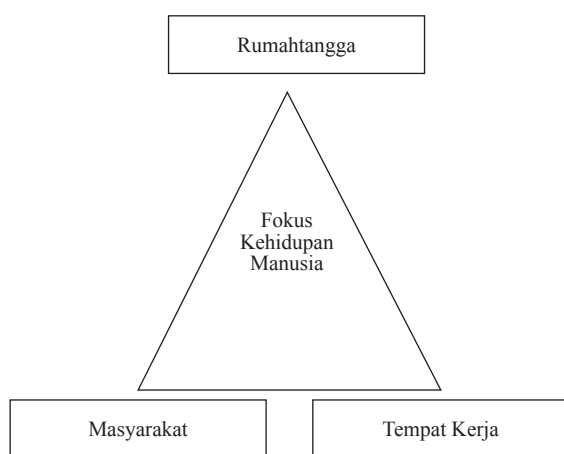 Rumahtangga
Fokus
Kehidupan
Manusia
Masyarakat
Tempat Kerja